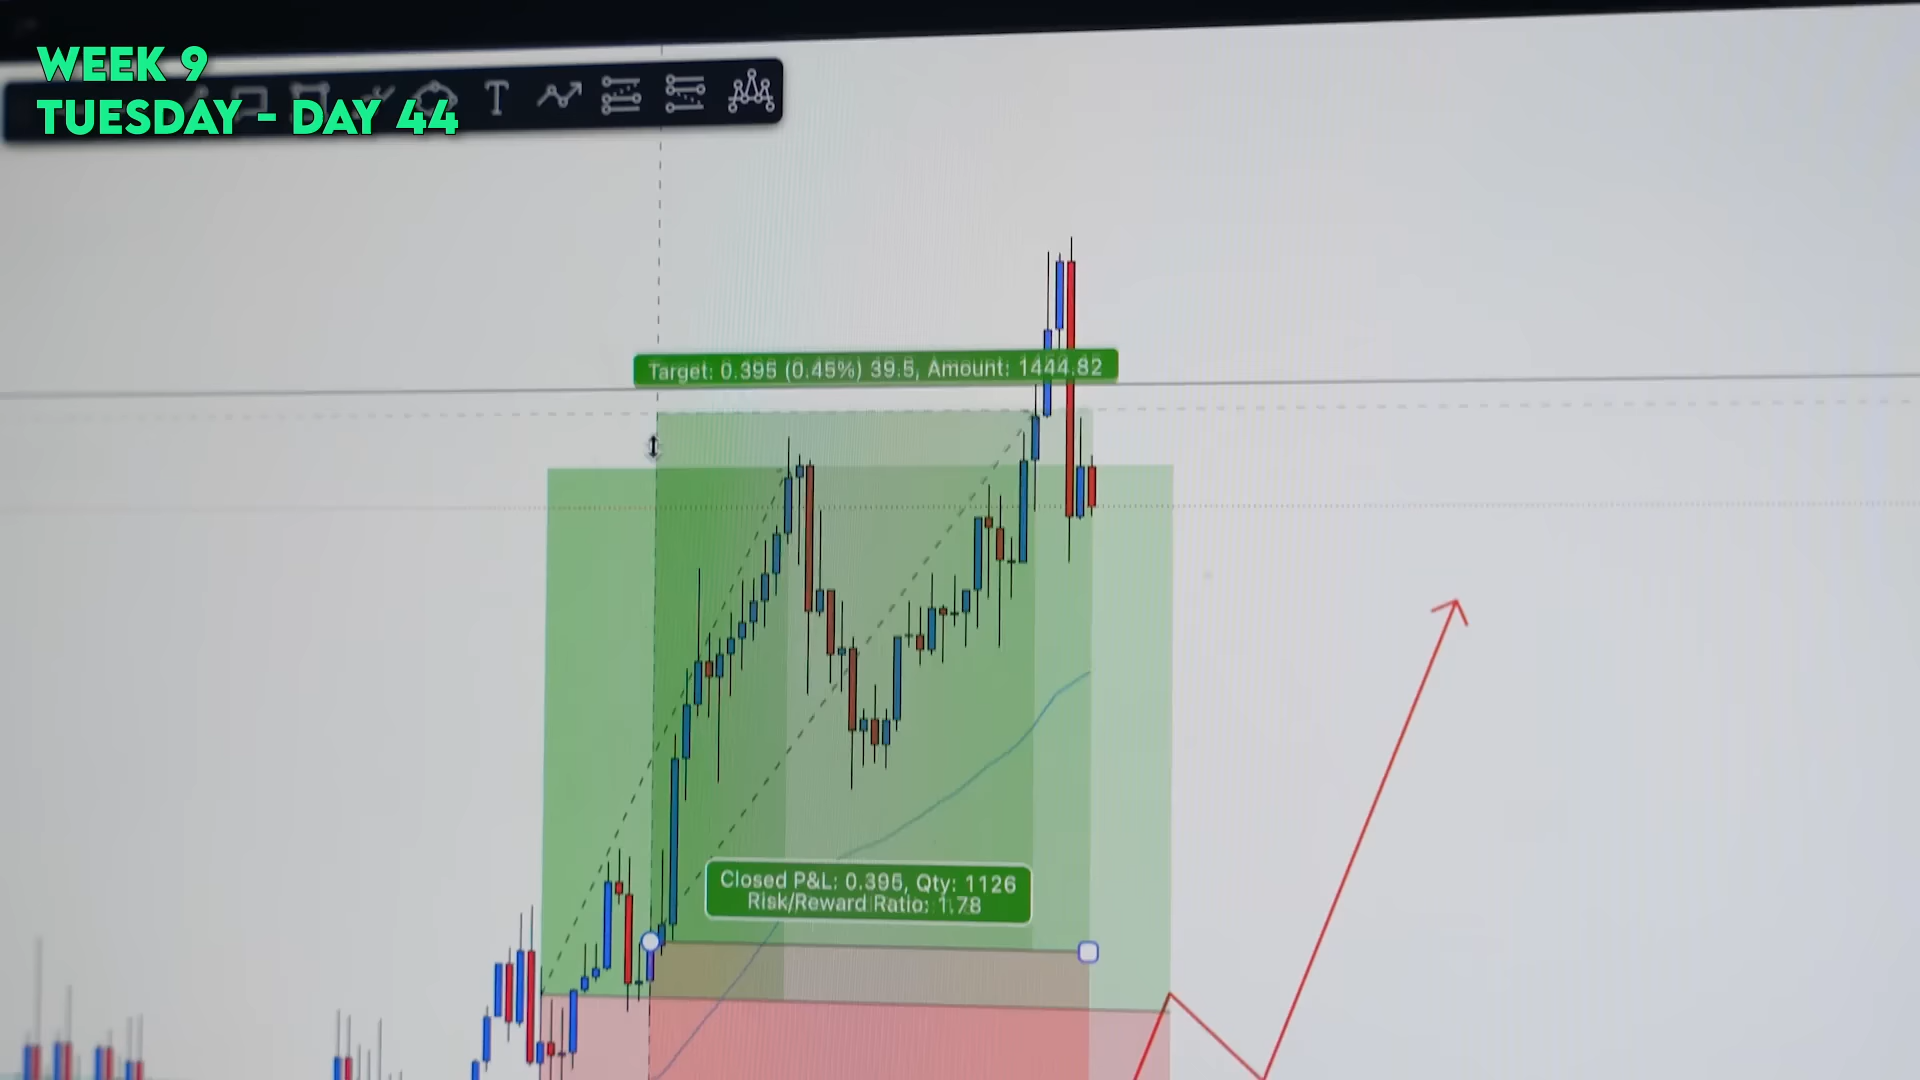 WEEK 9
TUESDAY - DAY 44
T
Target: 0.395 (0.45%) 39.5, Amount: 1444.82
Closed P&L: 0.395, Qty: 1126
Risk/Reward Ratio: 1.78